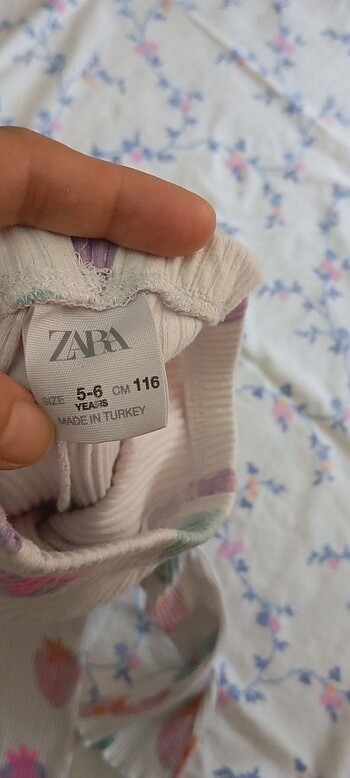 ZARA
SIZE 5-6 CM 116
YEARS
MADE IN TURKEY